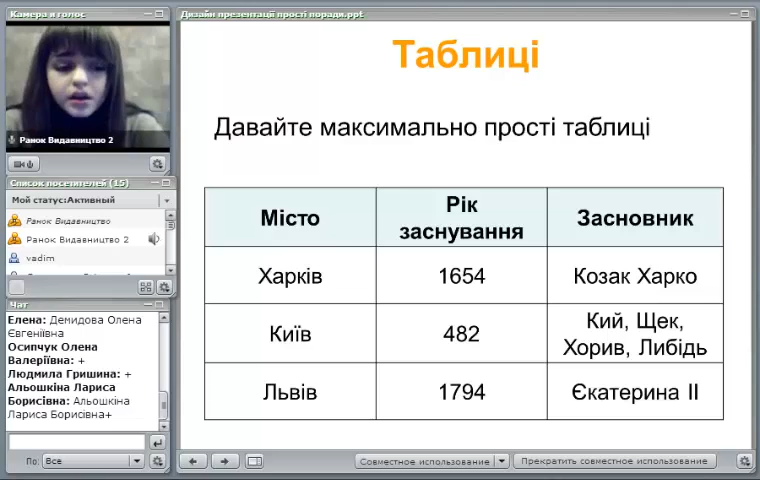 Камера и голос
Ранок Видавництво 2
Список посетителей (15)
Мой статус:Активный
Ранок Видавництво
Ранок Видавництво 2
vadim
Чат
Елена: Демидова Олена
Євгеніївна
Осипчук Олена
Валеріївна: +
Людмила Гришина: +
Альошкіна Лариса
Борисівна: Альошкіна
Лариса Борисівна+
По: Все
Дизайн презентації прості поради.ppt
Таблиці
Давайте максимально прості таблиці
Місто Рік заснування Засновник
Харків 1654 Козак Харко
Київ 482 Кий, Щек,
Хорив, Либідь
Львів 1794 Єкатерина II
Совместное использование Прекратить совместное использование